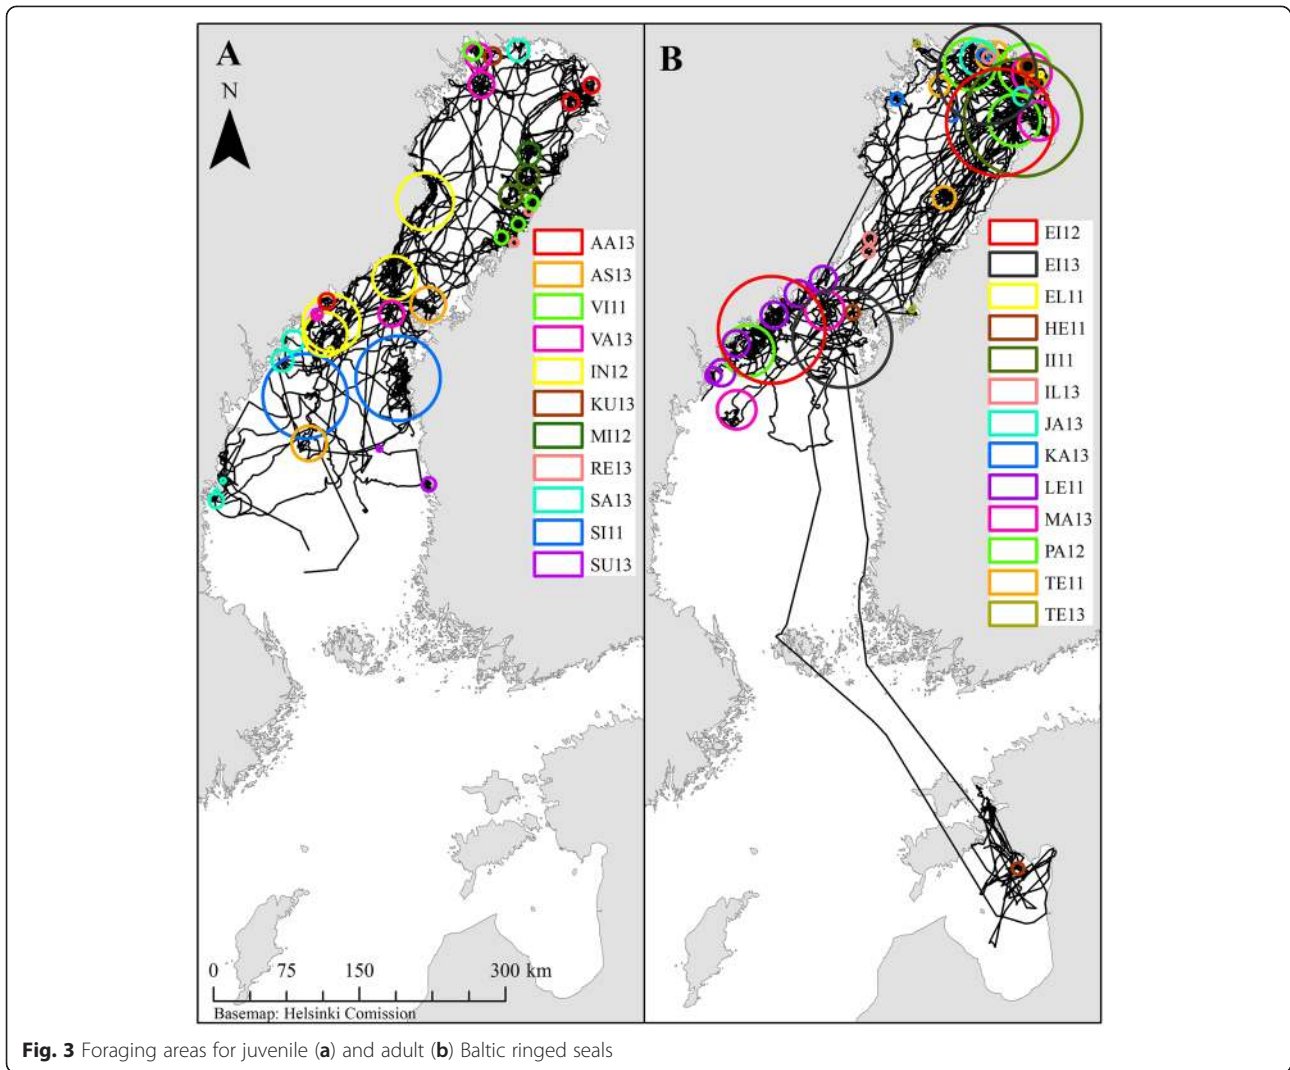 A
N
AA13
AS13
VI11
VA13
IN12
KU13
MI12
RE13
SA13
SI11
SU13
0 75 150 300 km
Basemap: Helsinki Comission
B
EI12
EI13
EL11
HE11
II11
IL13
JA13
KA13
LE11
MA13
PA12
TE11
TE13
Fig. 3 Foraging areas for juvenile (a) and adult (b) Baltic ringed seals